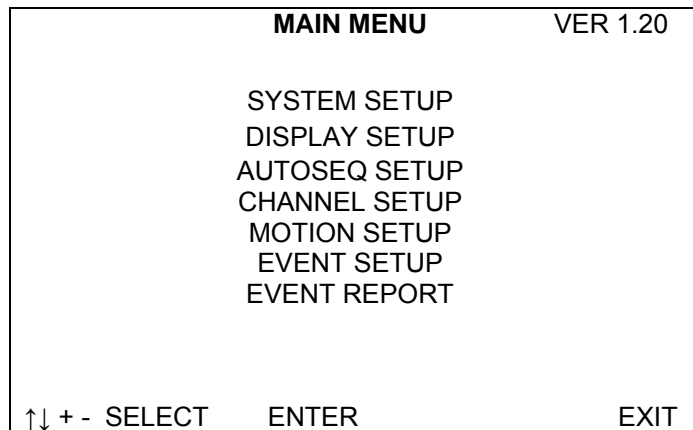 MAIN MENU VER 1.20
SYSTEM SETUP
DISPLAY SETUP
AUTOSEQ SETUP
CHANNEL SETUP
MOTION SETUP
EVENT SETUP
EVENT REPORT
↑↓ + - SELECT ENTER EXIT